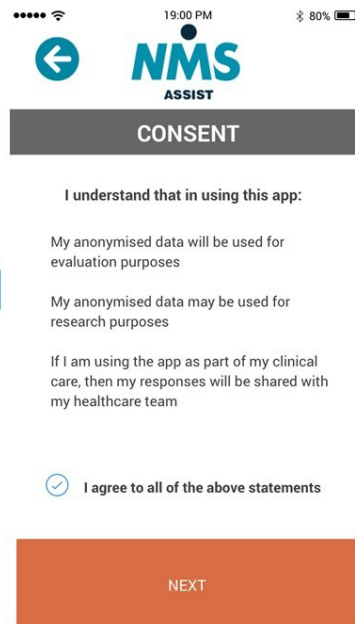 19:00 PM
80%
NMS
ASSIST
CONSENT
I understand that in using this app:
My anonymised data will be used for
evaluation purposes
My anonymised data may be used for
research purposes
If I am using the app as part of my clinical
care, then my responses will be shared with
my healthcare team
I agree to all of the above statements
NEXT